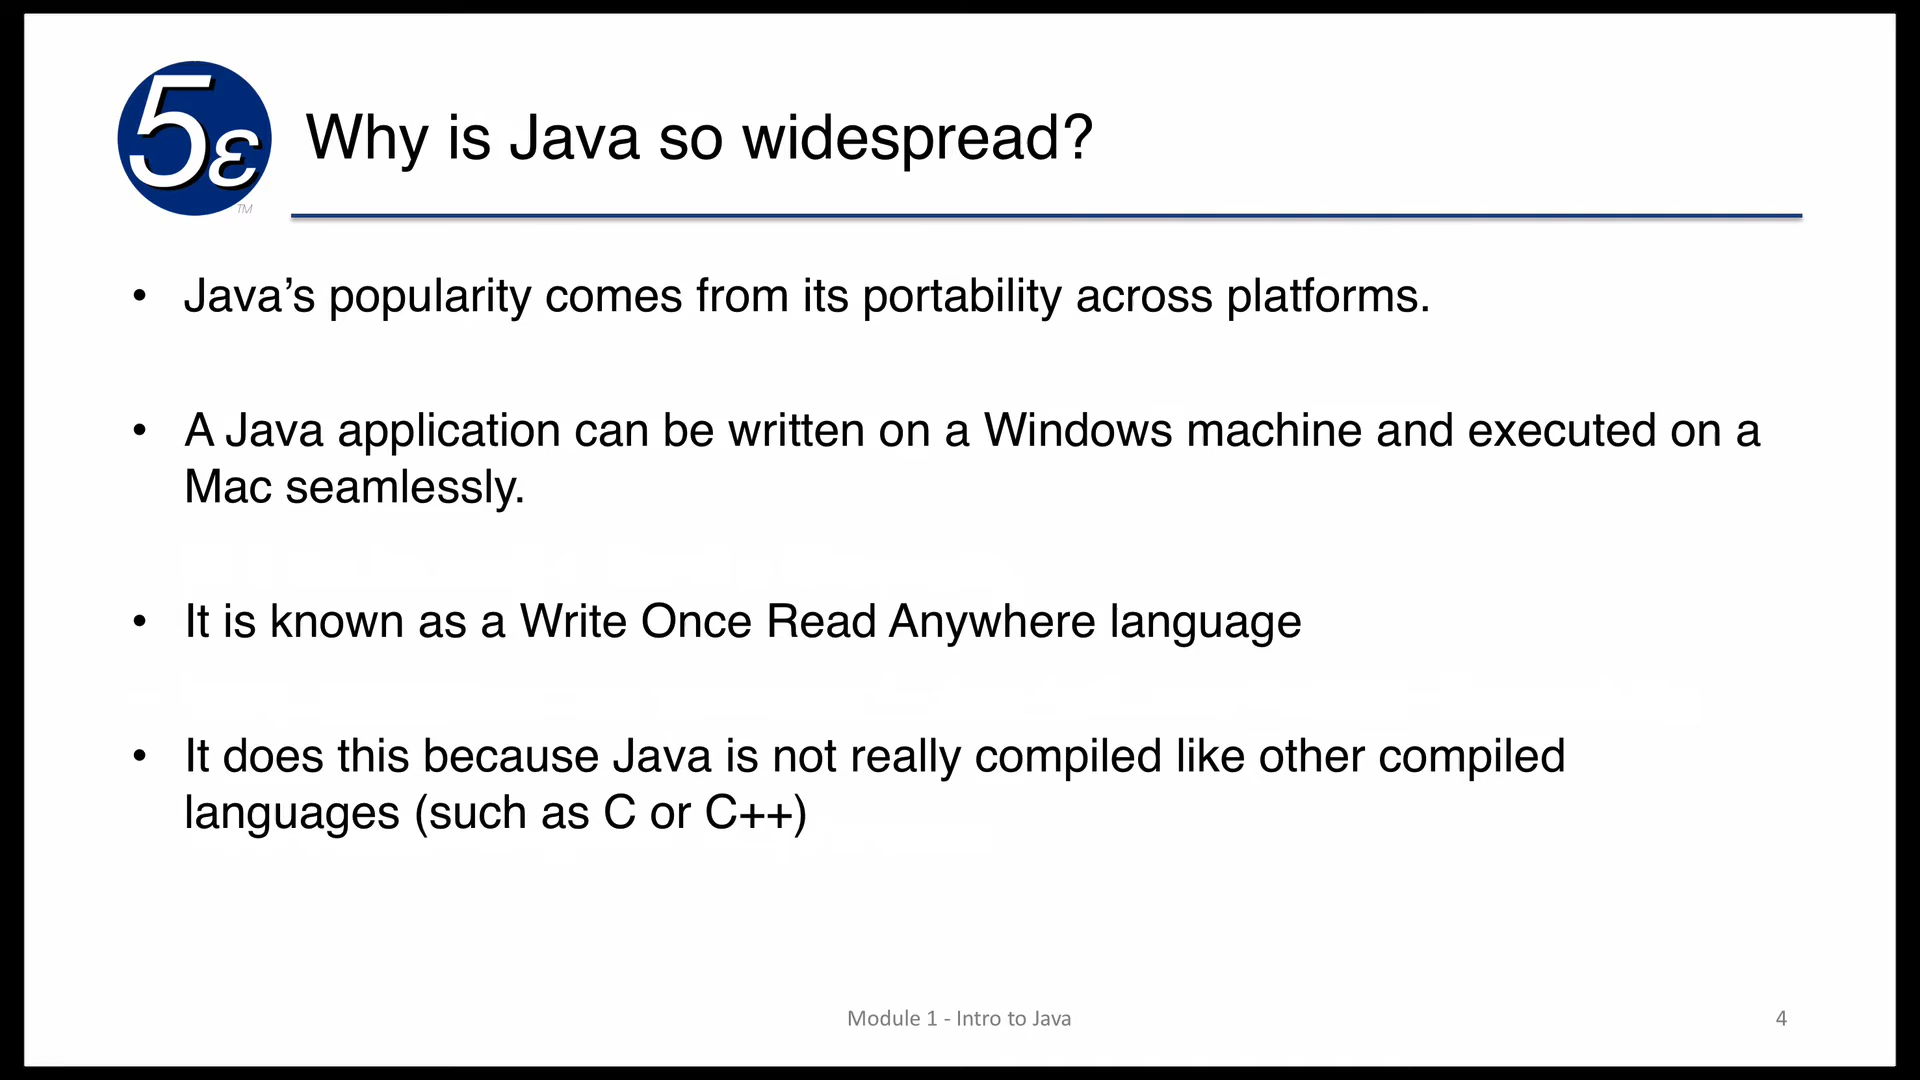 5ε
TM
Why is Java so widespread?
• Java’s popularity comes from its portability across platforms.
• A Java application can be written on a Windows machine and executed on a
Mac seamlessly.
• It is known as a Write Once Read Anywhere language
• It does this because Java is not really compiled like other compiled
languages (such as C or C++)
Module 1 - Intro to Java
4